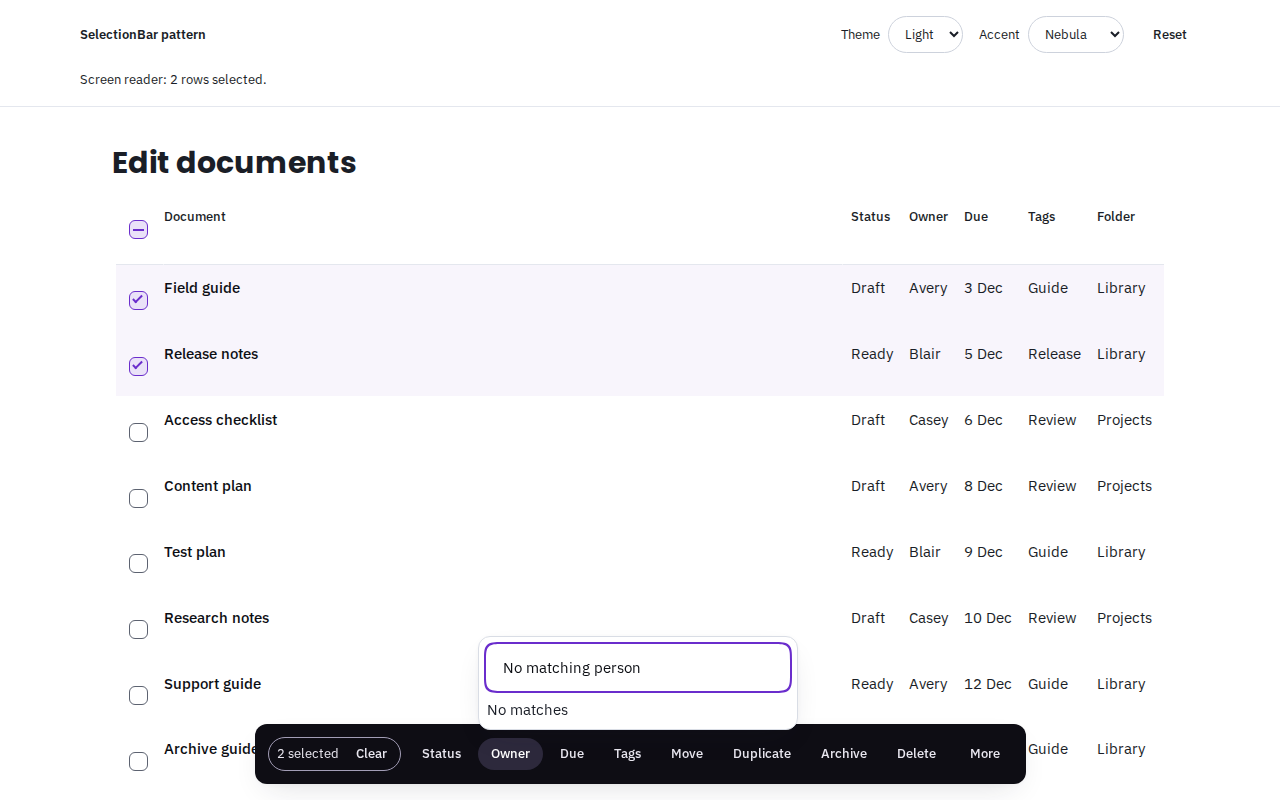 SelectionBar pattern
Theme Light Accent Nebula Reset
Screen reader: 2 rows selected.
Edit documents
Document Status Owner Due Tags Folder
Field guide Draft Avery 3 Dec Guide Library
Release notes Ready Blair 5 Dec Release Library
Access checklist Draft Casey 6 Dec Review Projects
Content plan Draft Avery 8 Dec Review Projects
Test plan Ready Blair 9 Dec Guide Library
Research notes Draft Casey 10 Dec Review Projects
No matching person
Support guide Ready Avery 12 Dec Guide Library
No matches
Archive guide Guide Library
2 selected Clear Status Owner Due Tags Move Duplicate Archive Delete More